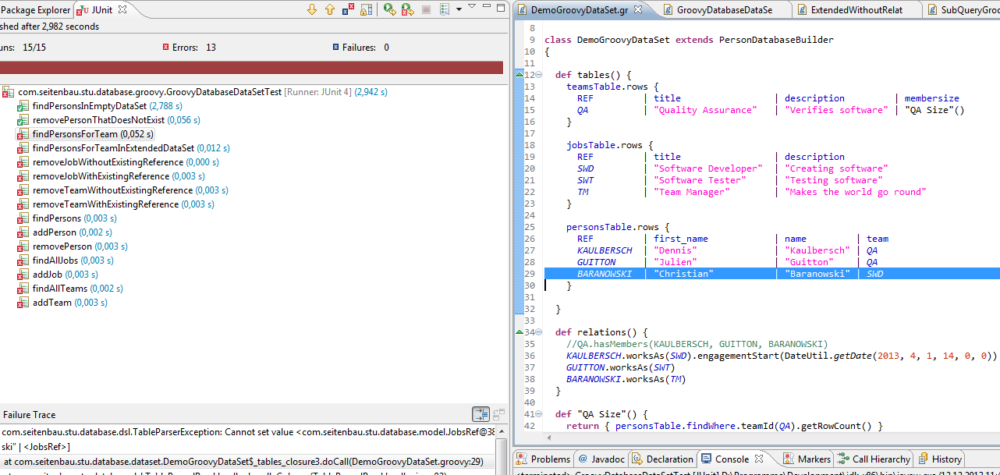 Package Explorer JUnit
shed after 2,982 seconds
uns: 15/15 Errors: 13 Failures: 0
com.seitenbau.stu.database.groovy.GroovyDatabaseDataSetTest [Runner: JUnit 4] (2,942 s)
findPersonsInEmptyDataSet (2,788 s)
removePersonThatDoesNotExist (0,056 s)
findPersonsForTeam (0,052 s)
findPersonsForTeamInExtendedDataSet (0,012 s)
removeJobWithoutExistingReference (0,000 s)
removeJobWithExistingReference (0,003 s)
removeTeamWithoutExistingReference (0,003 s)
removeTeamWithExistingReference (0,003 s)
findPersons (0,003 s)
addPerson (0,002 s)
removePerson (0,003 s)
findAllJobs (0,003 s)
addJob (0,003 s)
findAllTeams (0,002 s)
addTeam (0,003 s)
Failure Trace
com.seitenbau.stu.database.dsl.TableParserException: Cannot set value <com.seitenbau.stu.database.model.JobsRef@38
ski" | <JobsRef>]
at com.seitenbau.stu.database.dataset.DemoGroovyDataSet$_tables_closure3.doCall(DemoGroovyDataSet.groovy:29)
DemoGroovyDataSet.gr GroovyDatabaseDataSe ExtendedWithoutRelat SubQueryGroo
8
9 class DemoGroovyDataSet extends PersonDatabaseBuilder
10 {
11
12 def tables() {
13 teamsTable.rows {
14 REF | title | description | membersize
15 QA | "Quality Assurance" | "Verifies software" | "QA Size"()
16 }
17
18 jobsTable.rows {
19 REF | title | description
20 SWD | "Software Developer" | "Creating software"
21 SWT | "Software Tester" | "Testing software"
22 TM | "Team Manager" | "Makes the world go round"
23 }
24
25 personsTable.rows {
26 REF | first_name | name | team
27 KAULBERSCH | "Dennis" | "Kaulbersch" | QA
28 GUITTON | "Julien" | "Guitton" | QA
29 BARANOWSKI | "Christian" | "Baranowski" | SWD
30 }
31
32 }
33
34 def relations() {
35 //QA.hasMembers(KAULBERSCH, GUITTON, BARANOWSKI)
36 KAULBERSCH.worksAs(SWD).engagementStart(DateUtil.getDate(2013, 4, 1, 14, 0, 0))
37 GUITTON.worksAs(SWT)
38 BARANOWSKI.worksAs(TM)
39 }
40
41 def "QA Size"() {
42 return { personsTable.findWhere.teamId(QA).getRowCount() }
Problems @ Javadoc Declaration Console Markers Call Hierarchy History